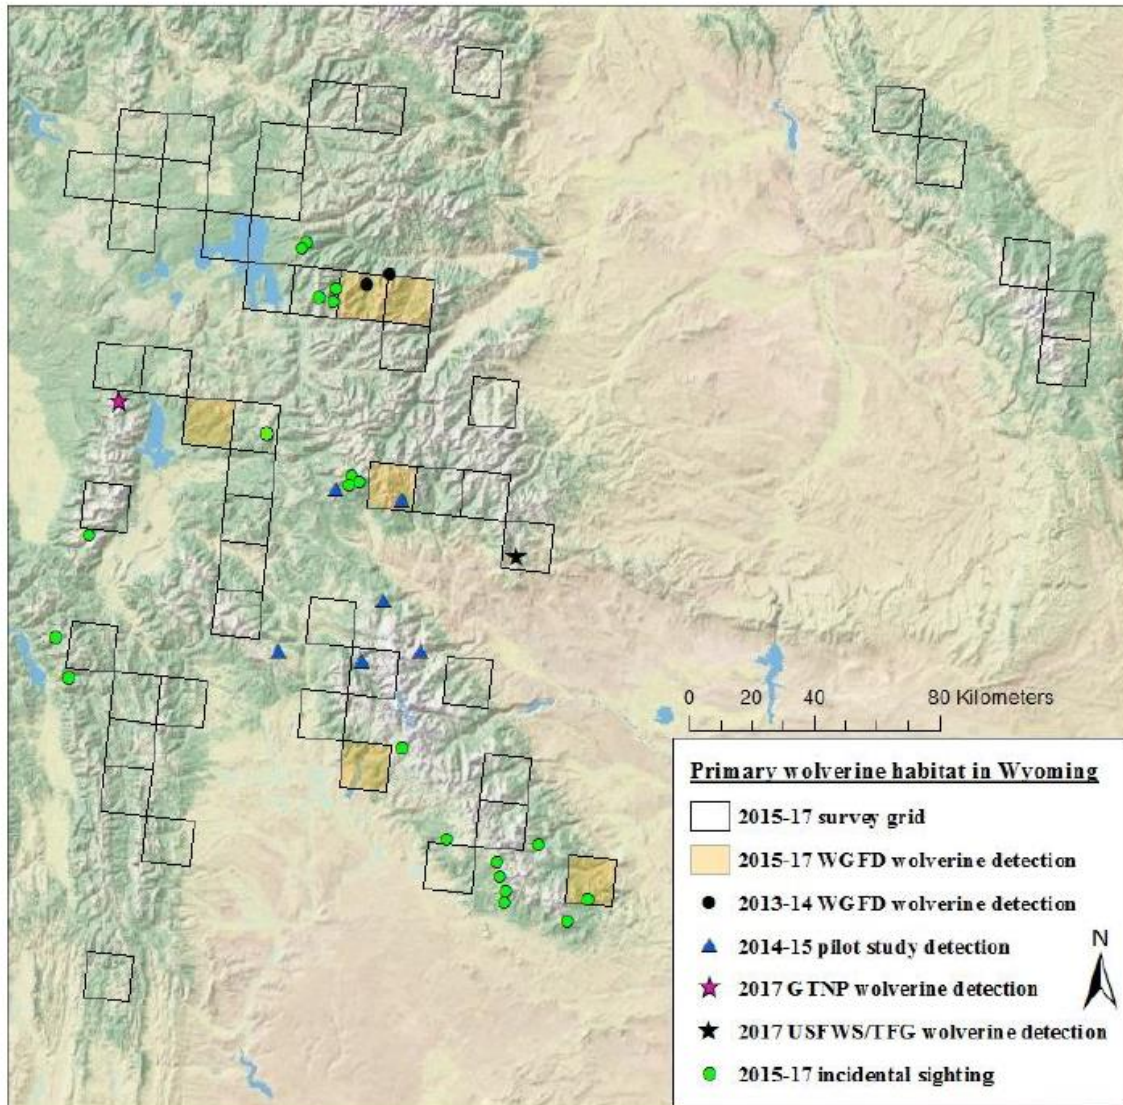 0 20 40 80 Kilometers
Primary wolverine habitat in Wyoming
2015-17 survey grid
2015-17 WGFD wolverine detection
2013-14 WGFD wolverine detection
2014-15 pilot study detection
N
2017 GTNP wolverine detection
2017 USFWS/TFG wolverine detection
2015-17 incidental sighting